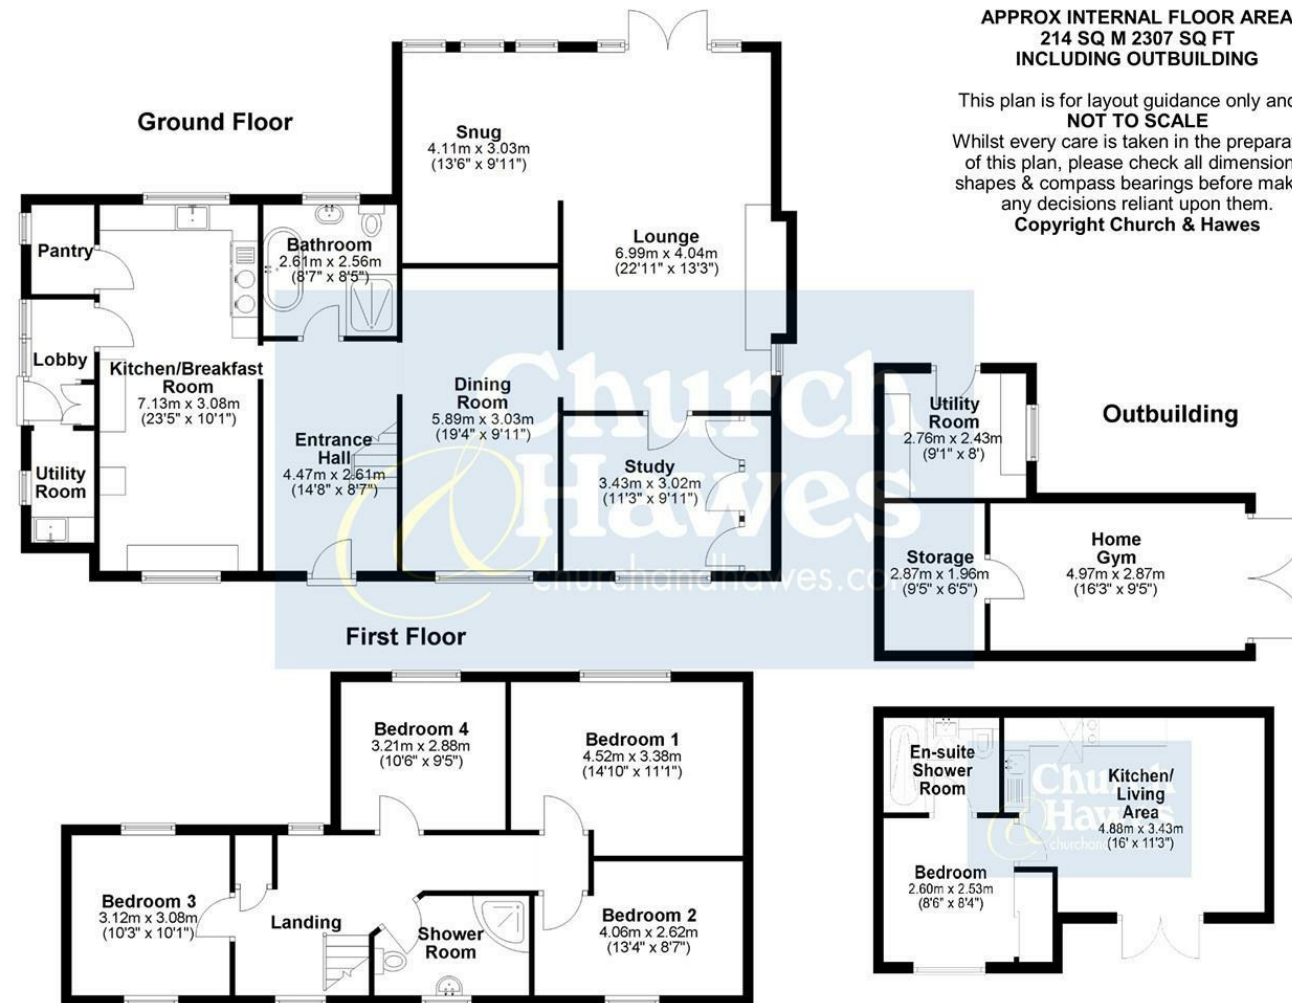 APPROX INTERNAL FLOOR AREA
214 SQ M 2307 SQ FT
INCLUDING OUTBUILDING
This plan is for layout guidance only and
NOT TO SCALE
Whilst every care is taken in the prepara
of this plan, please check all dimension
shapes & compass bearings before mak
any decisions reliant upon them.
Copyright Church & Hawes
Ground Floor
Snug
4.11m x 3.03m
(13'6" x 9'11")
Pantry
Bathroom
2.61m x 2.56m
(8'7" x 8'5")
Lounge
6.99m x 4.04m
(22'11" x 13'3")
Lobby
Kitchen/Breakfast
Room
7.13m x 3.08m
(23'5" x 10'1")
Dining
Room
5.89m x 3.03m
(19'4" x 9'11")
Entrance
Hall
4.47m x 2.61m
(14'8" x 8'7")
Utility
Room
Study
3.43m x 3.02m
(11'3" x 9'11")
Church
& Hawes
churchandhawes.co
Outbuilding
Utility
Room
2.76m x 2.43m
(9'1" x 8')
Storage
2.87m x 1.96m
(9'5" x 6'5")
Home
Gym
4.97m x 2.87m
(16'3" x 9'5")
First Floor
Bedroom 4
3.21m x 2.88m
(10'6" x 9'5")
Bedroom 1
4.52m x 3.38m
(14'10" x 11'1")
Bedroom 3
3.12m x 3.08m
(10'3" x 10'1")
Landing
Shower
Room
Bedroom 2
4.06m x 2.62m
(13'4" x 8'7")
En-suite
Shower
Room
Kitchen/
Living
Area
4.88m x 3.43m
(16' x 11'3")
Bedroom
2.60m x 2.53m
(8'6" x 8'4")
Church
& Hawes